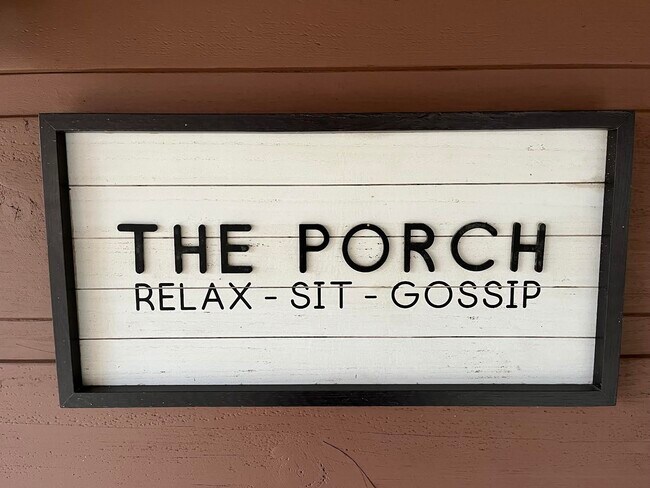 THE PORCH
RELAX - SIT - GOSSIP